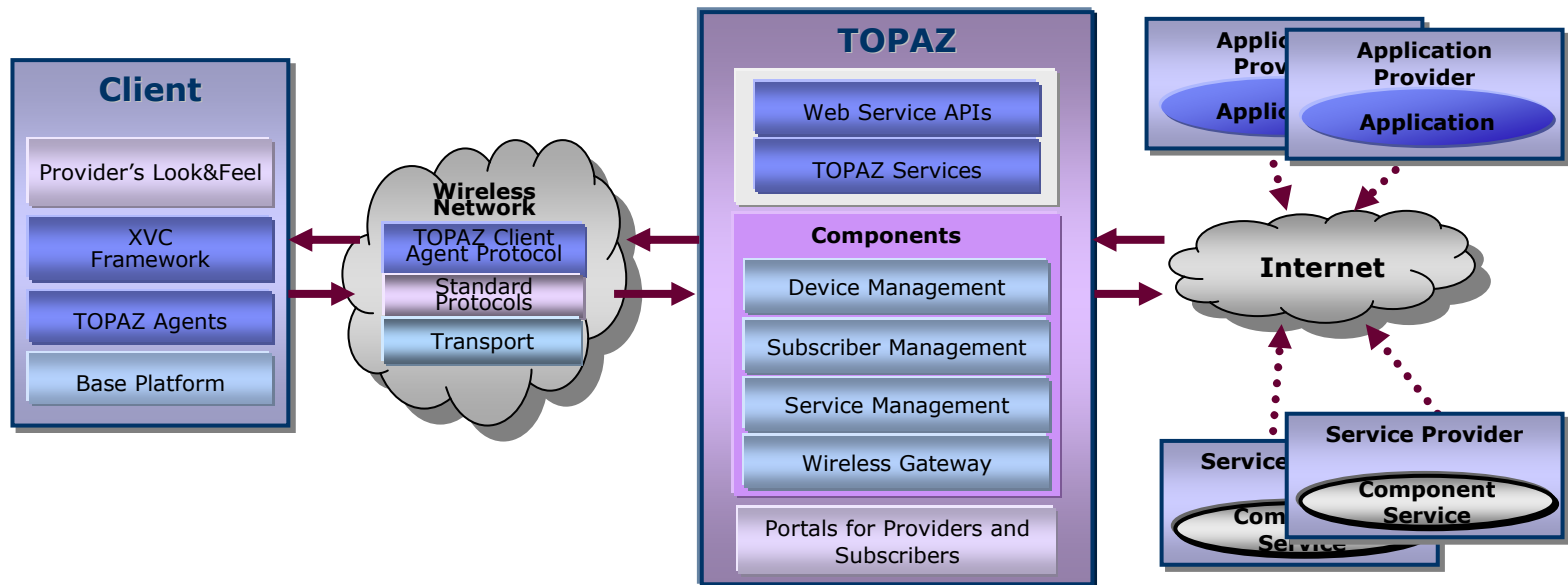 Client
Provider's Look&Feel
XVC
Framework
TOPAZ Agents
Base Platform
Wireless
Network
TOPAZ Client
Agent Protocol
Standard
Protocols
Transport
TOPAZ
Web Service APIs
TOPAZ Services
Components
Device Management
Subscriber Management
Service Management
Wireless Gateway
Portals for Providers and
Subscribers
Application
Provider
Application
Internet
Service Provider
Component
Service
Service
Service